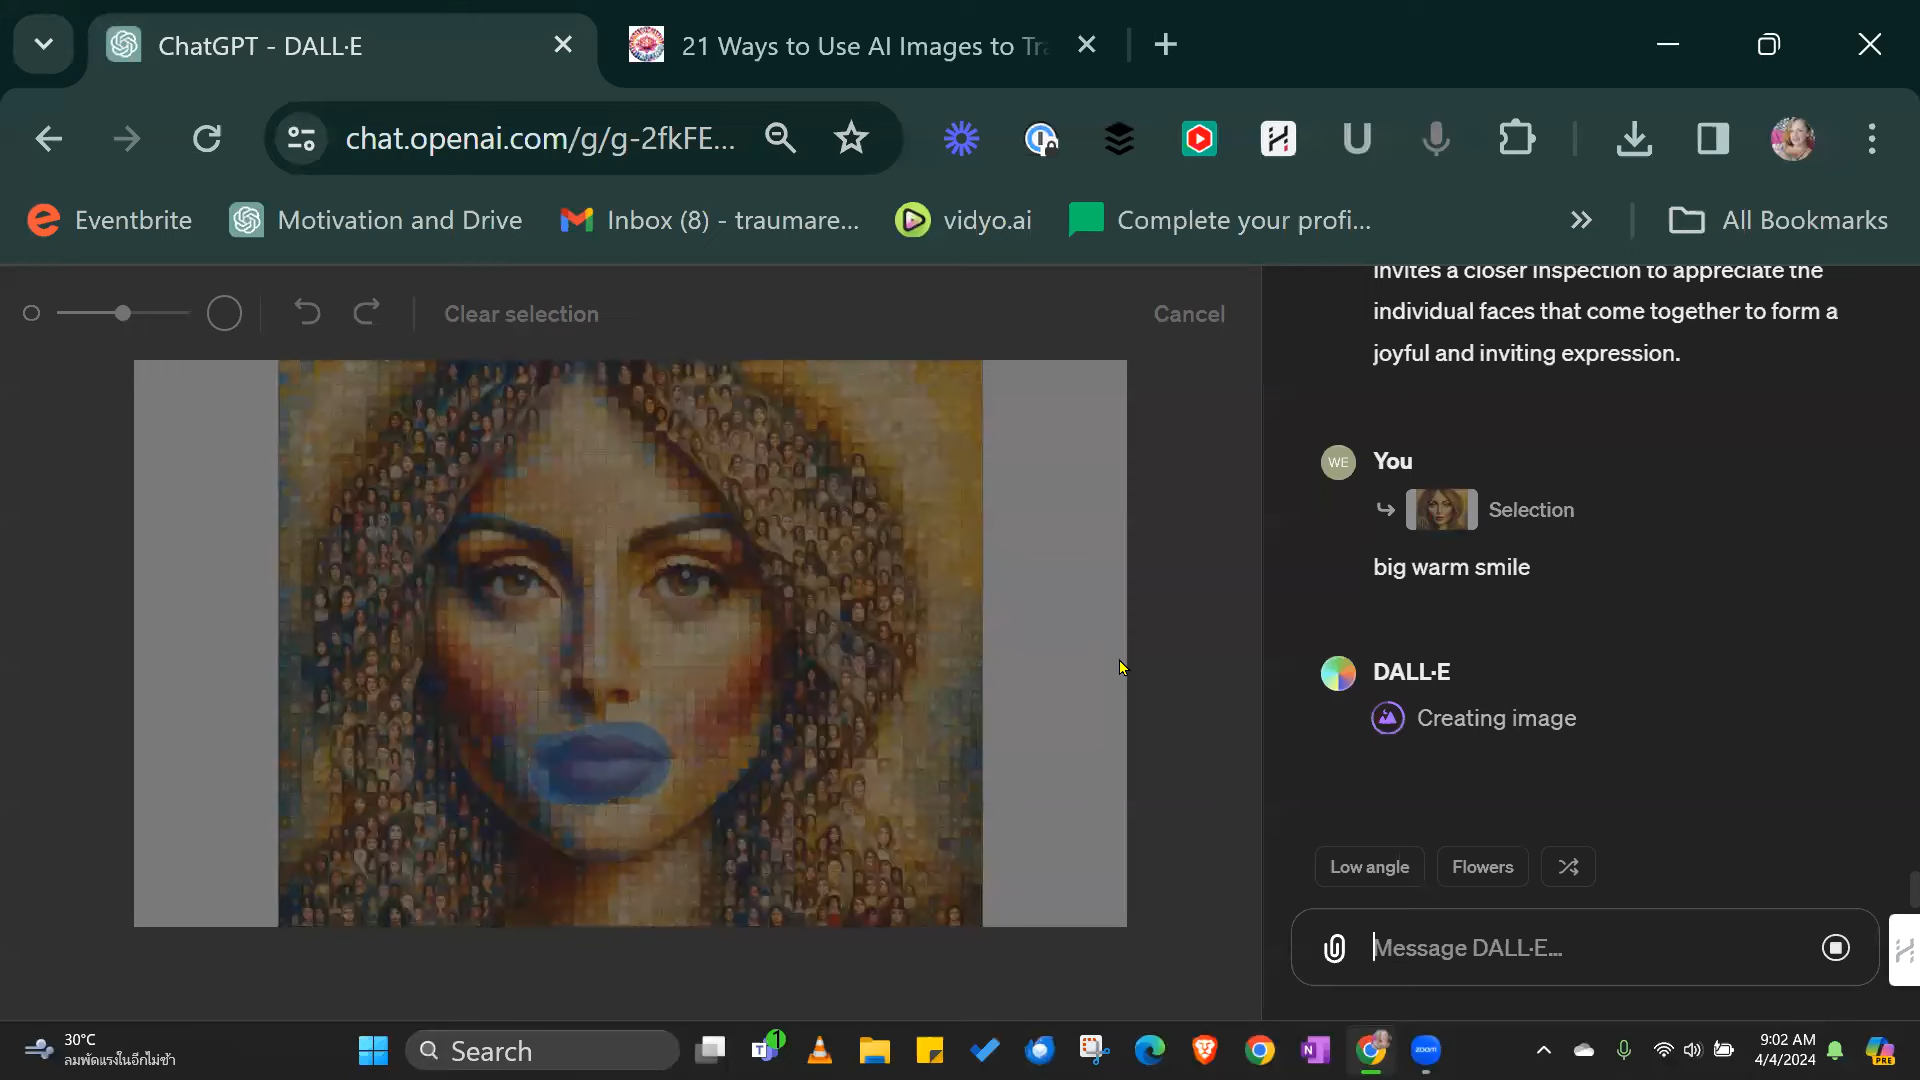 ChatGPT - DALL·E
21 Ways to Use AI Images to Tra
chat.openai.com/g/g-2fkFE...
Eventbrite
Motivation and Drive
Inbox (8) - traumare...
vidyo.ai
Complete your profi...
All Bookmarks
Clear selection
Cancel
invites a closer inspection to appreciate the
individual faces that come together to form a
joyful and inviting expression.
WE
You
Selection
big warm smile
DALL·E
Creating image
Low angle
Flowers
Message DALL·E...
30°C
ลมพัดแรงในอีกไม่ช้า
Search
1
zoom
9:02 AM
4/4/2024
PRE